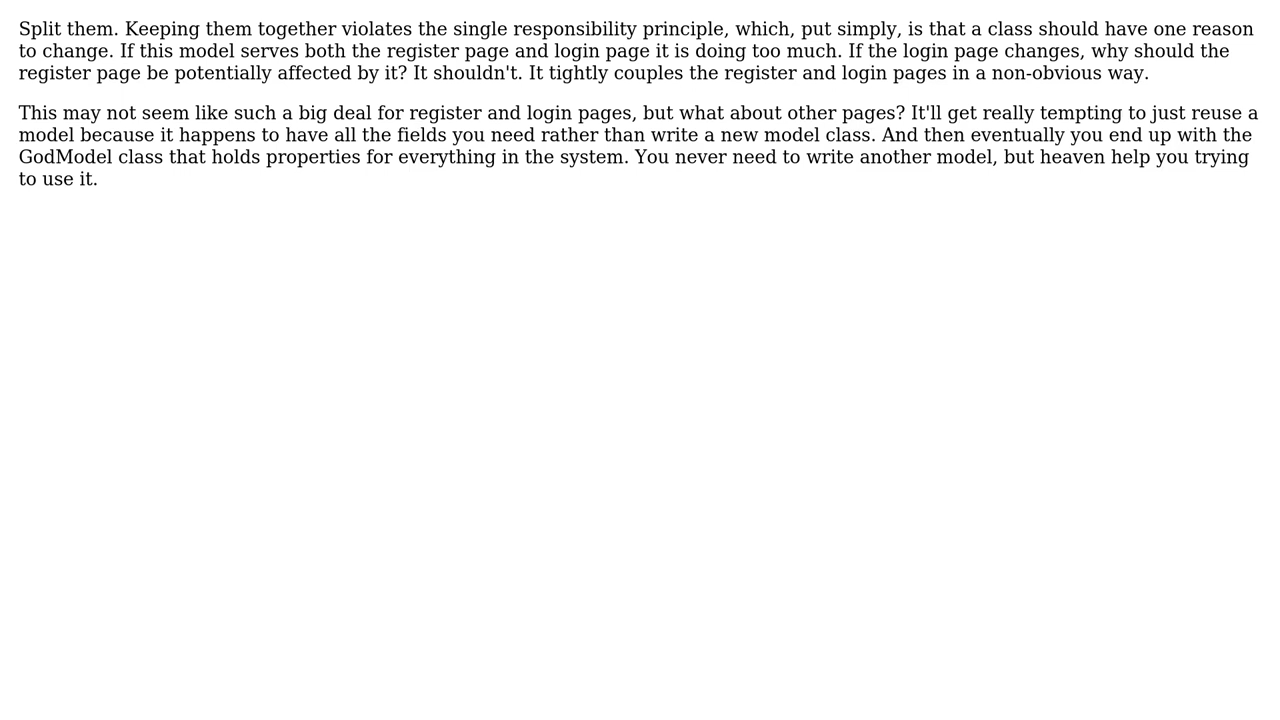 Split them. Keeping them together violates the single responsibility principle, which, put simply, is that a class should have one reason
to change. If this model serves both the register page and login page it is doing too much. If the login page changes, why should the
register page be potentially affected by it? It shouldn't. It tightly couples the register and login pages in a non-obvious way.
This may not seem like such a big deal for register and login pages, but what about other pages? It'll get really tempting to just reuse a
model because it happens to have all the fields you need rather than write a new model class. And then eventually you end up with the
GodModel class that holds properties for everything in the system. You never need to write another model, but heaven help you trying
to use it.